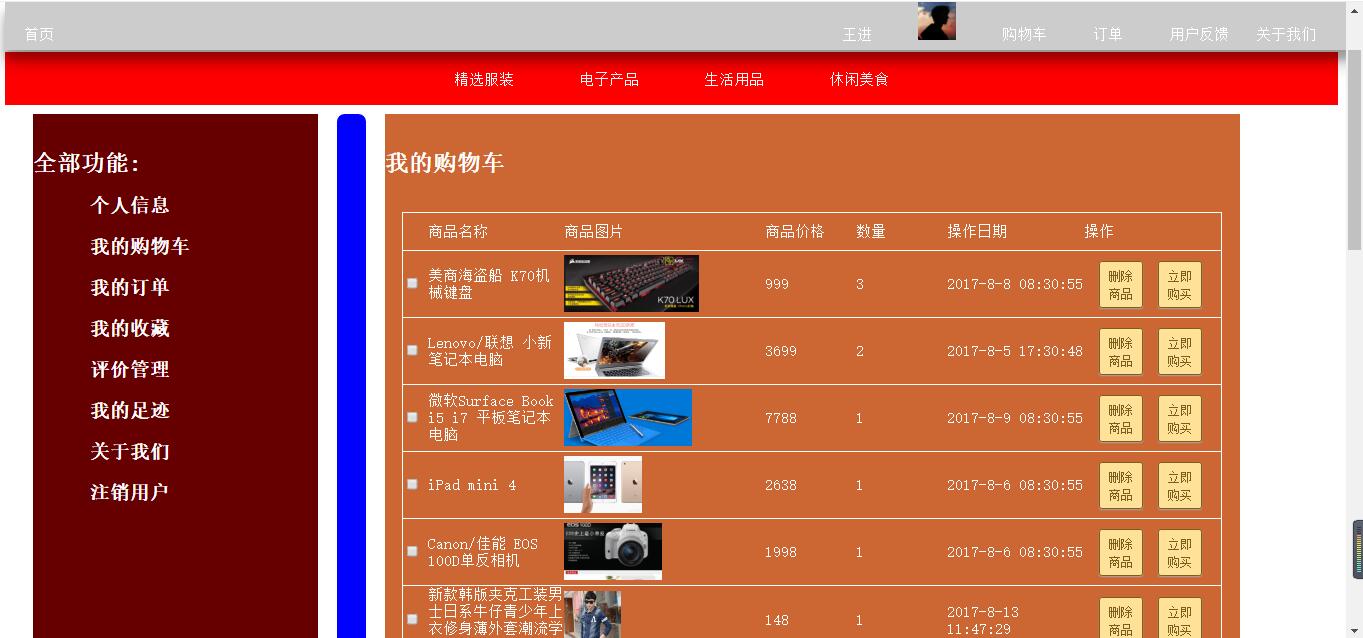 首页 王进 购物车 订单 用户反馈 关于我们
精选服装 电子产品 生活用品 休闲美食
全部功能:
个人信息
我的购物车
我的订单
我的收藏
评价管理
我的足迹
关于我们
注销用户
我的购物车
商品名称 商品图片 商品价格 数量 操作日期 操作
美商海盗船 K70机
械键盘
K70 LUX
999 3 2017-8-8 08:30:55
删除
商品
立即
购买
Lenovo/联想 小新
笔记本电脑
3699 2 2017-8-5 17:30:48
删除
商品
立即
购买
微软Surface Book
i5 i7 平板笔记本
电脑
7788 1 2017-8-9 08:30:55
删除
商品
立即
购买
iPad mini 4
2638 1 2017-8-6 08:30:55
删除
商品
立即
购买
Canon/佳能 EOS
100D单反相机
EOS 100D
1998 1 2017-8-6 08:30:55
删除
商品
立即
购买
新款韩版夹克工装男
士日系牛仔青少年上
衣修身薄外套潮流学
148 1
2017-8-13
11:47:29
删除
商品
立即
购买